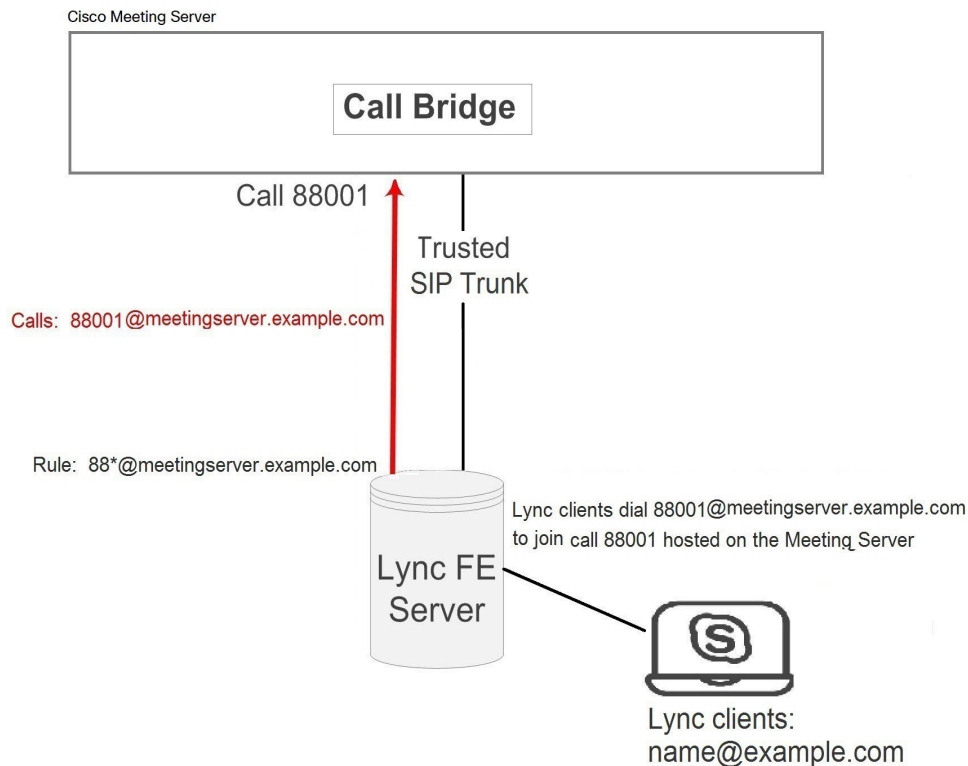 Cisco Meeting Server
Call Bridge
Call 88001
Trusted
SIP Trunk
Calls: 88001@meetingserver.example.com
Rule: 88*@meetingserver.example.com
Lync clients dial 88001@meetingserver.example.com
to join call 88001 hosted on the Meeting Server
Lync FE
Server
S
Lync clients:
name@example.com